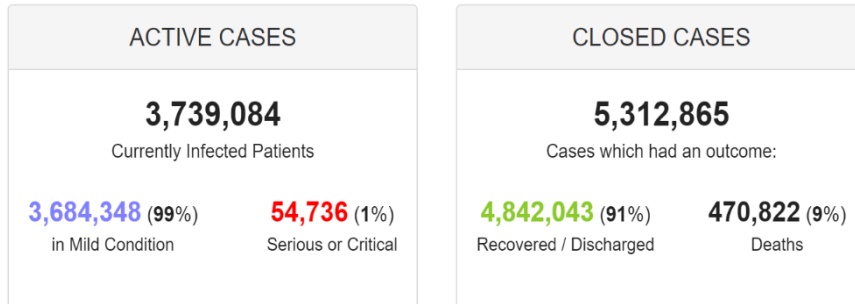 ACTIVE CASES
3,739,084
Currently Infected Patients
3,684,348 (99%)
in Mild Condition
54,736 (1%)
Serious or Critical
CLOSED CASES
5,312,865
Cases which had an outcome:
4,842,043 (91%)
Recovered / Discharged
470,822 (9%)
Deaths